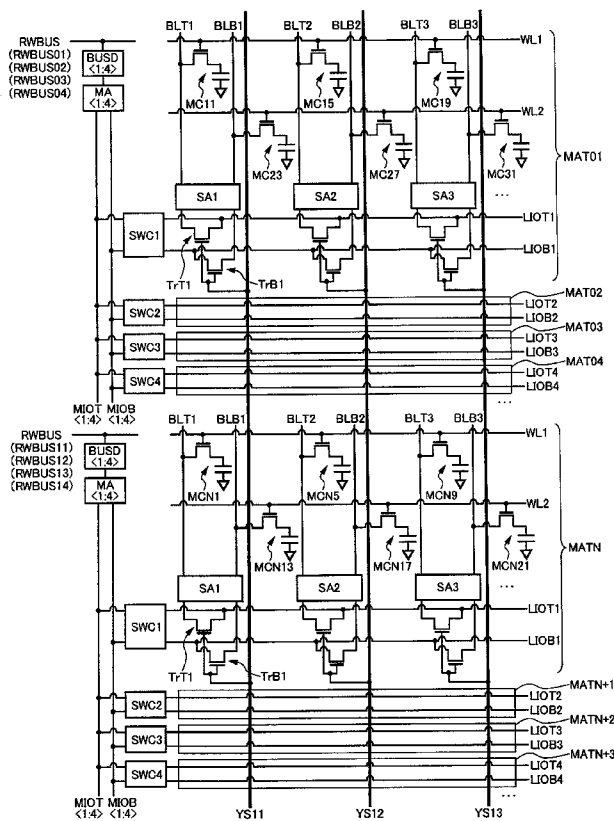 BLT1 BLB1 BLT2 BLB2 BLT3 BLB3
RWBUS
(RWBUS01)
(RWBUS02)
(RWBUS03)
(RWBUS04)
BUSD
<1:4>
MA
<1:4>
WL1
MC11 MC15 MC19
WL2
MC23 MC27 MC31
MAT01
...
SA1 SA2 SA3
SWC1
LIOT1
LIOB1
TrT1 TrB1
MAT02
SWC2
LIOT2
LIOB2
MAT03
SWC3
LIOT3
LIOB3
MAT04
SWC4
LIOT4
LIOB4
...
MIOT MIOB
<1:4> <1:4>
BLT1 BLB1 BLT2 BLB2 BLT3 BLB3
RWBUS
(RWBUS11)
(RWBUS12)
(RWBUS13)
(RWBUS14)
BUSD
<1:4>
MA
<1:4>
WL1
MCN1 MCN5 MCN9
WL2
MCN13 MCN17 MCN21
MATN
...
SA1 SA2 SA3
SWC1
LIOT1
LIOB1
TrT1 TrB1
MATN+1
SWC2
LIOT2
LIOB2
MATN+2
SWC3
LIOT3
LIOB3
MATN+3
SWC4
LIOT4
LIOB4
...
MIOT MIOB
<1:4> <1:4>
YS11 YS12 YS13